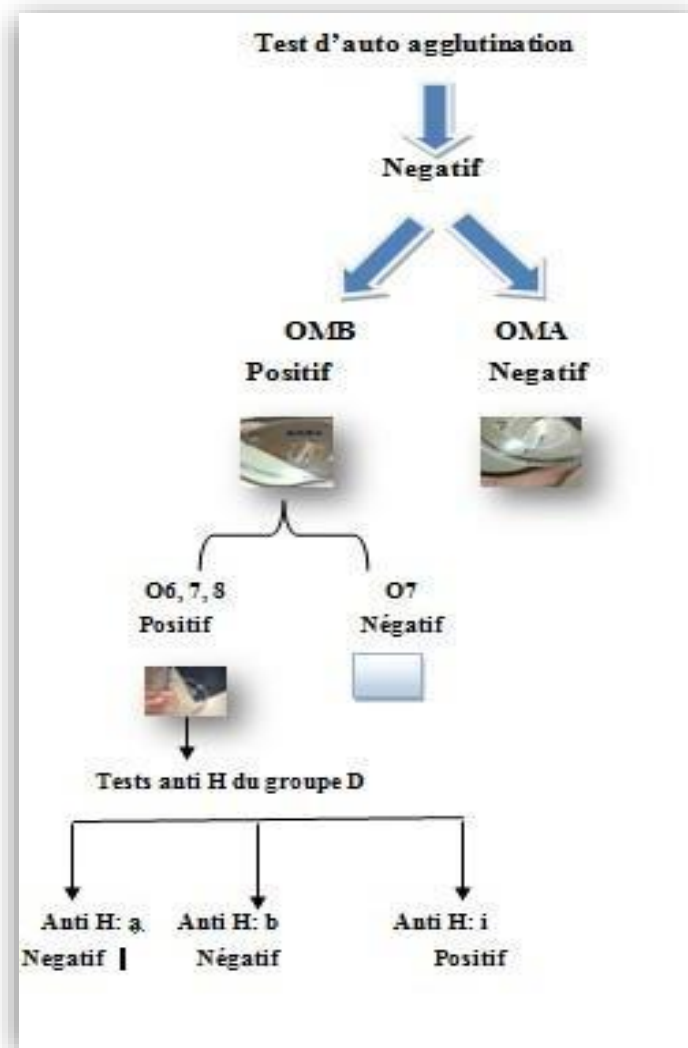 Test d’auto agglutination
Negatif
OMB OMA
Positif Negatif
O6, 7, 8 O7
Positif Négatif
Tests anti H du groupe D
Anti H: a. Anti H: b Anti H: i
Negatif Négatif Positif